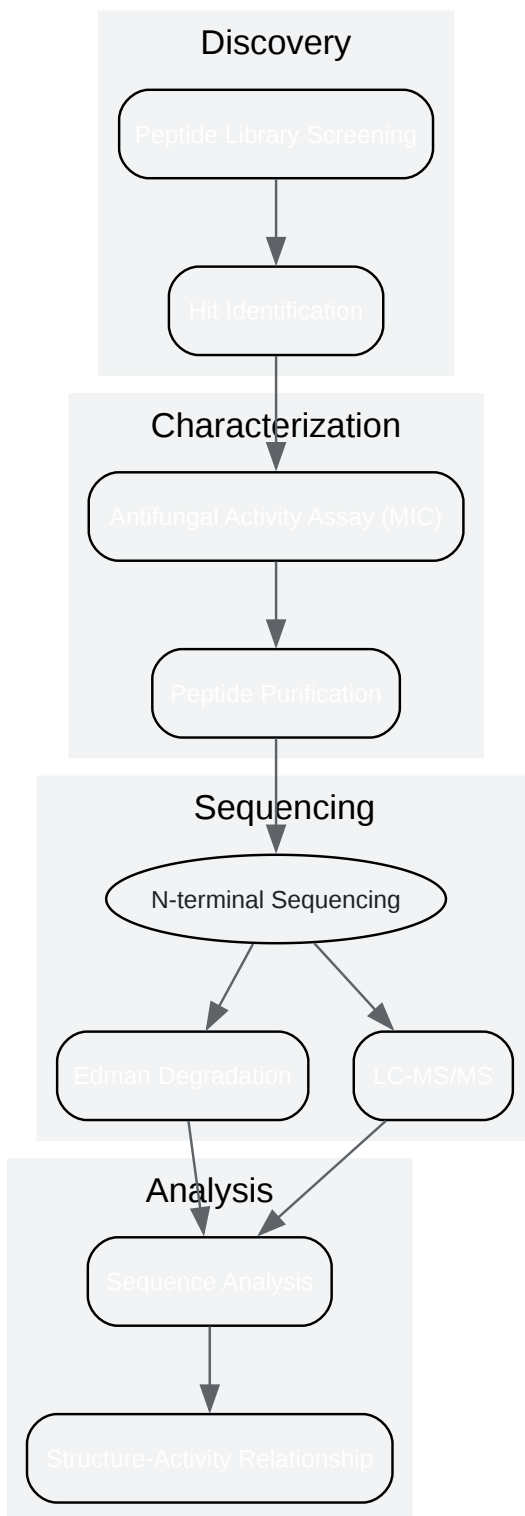 Discovery
Peptide Library Screening
Hit Identification
Characterization
Antifungal Activity Assay (MIC)
Peptide Purification
Sequencing
N-terminal Sequencing
Edman Degradation
LC-MS/MS
Analysis
Sequence Analysis
Structure-Activity Relationship